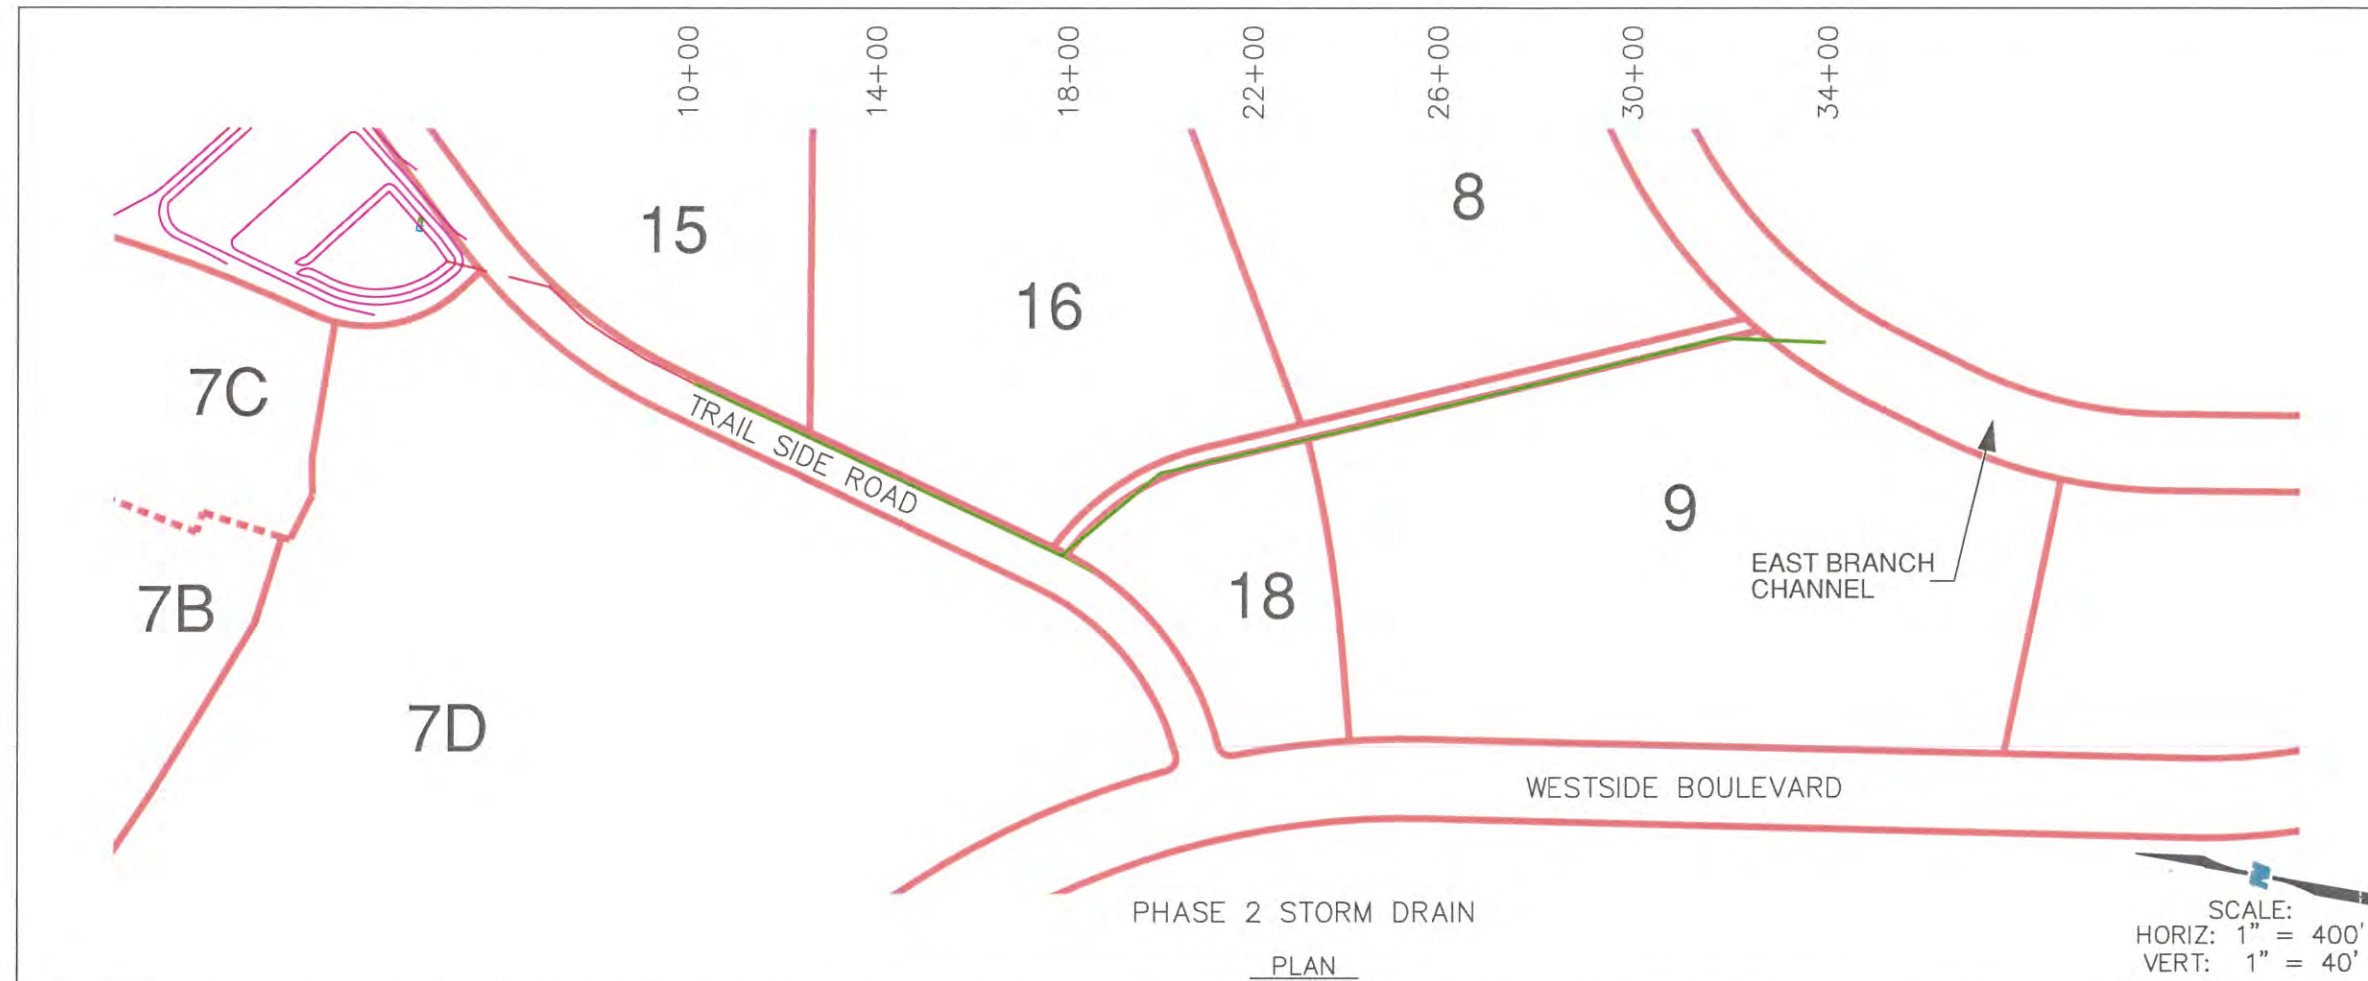 10+00
14+00
18+00
22+00
26+00
30+00
34+00
15
16
8
7C
7B
7D
TRAIL SIDE ROAD
18
9
EAST BRANCH
CHANNEL
WESTSIDE BOULEVARD
PHASE 2 STORM DRAIN
PLAN
N
SCALE:
HORIZ: 1" = 400'
VERT: 1" = 40'